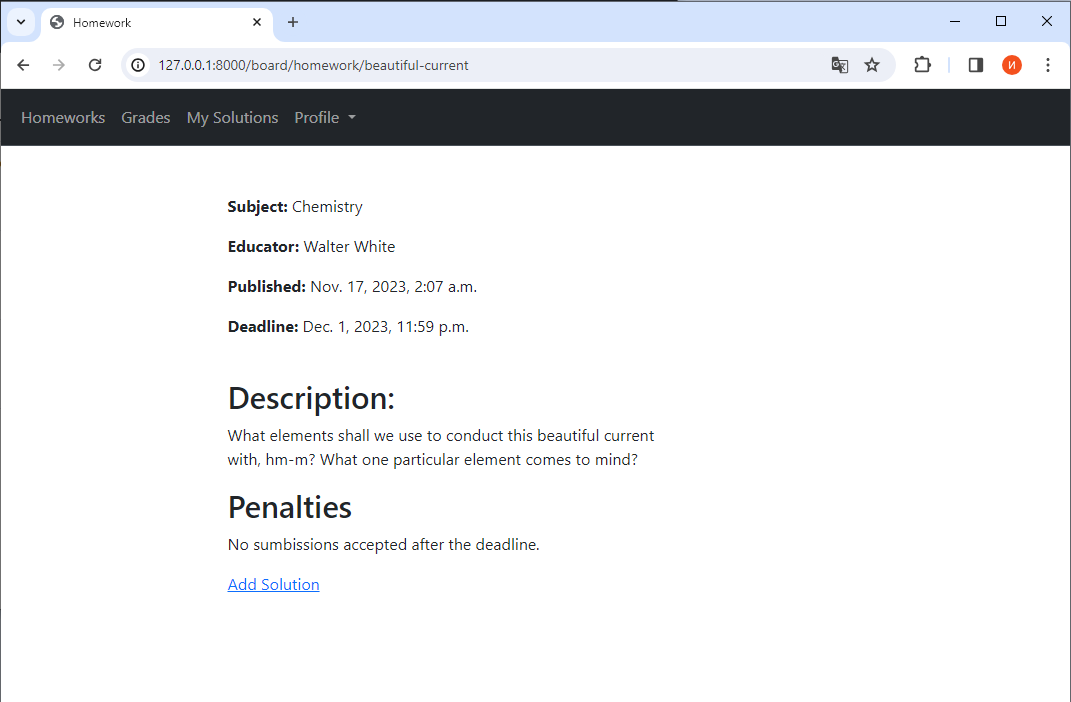 Homework
127.0.0.1:8000/board/homework/beautiful-current
И
Homeworks Grades My Solutions Profile
Subject: Chemistry
Educator: Walter White
Published: Nov. 17, 2023, 2:07 a.m.
Deadline: Dec. 1, 2023, 11:59 p.m.
Description:
What elements shall we use to conduct this beautiful current
with, hm-m? What one particular element comes to mind?
Penalties
No sumbissions accepted after the deadline.
Add Solution